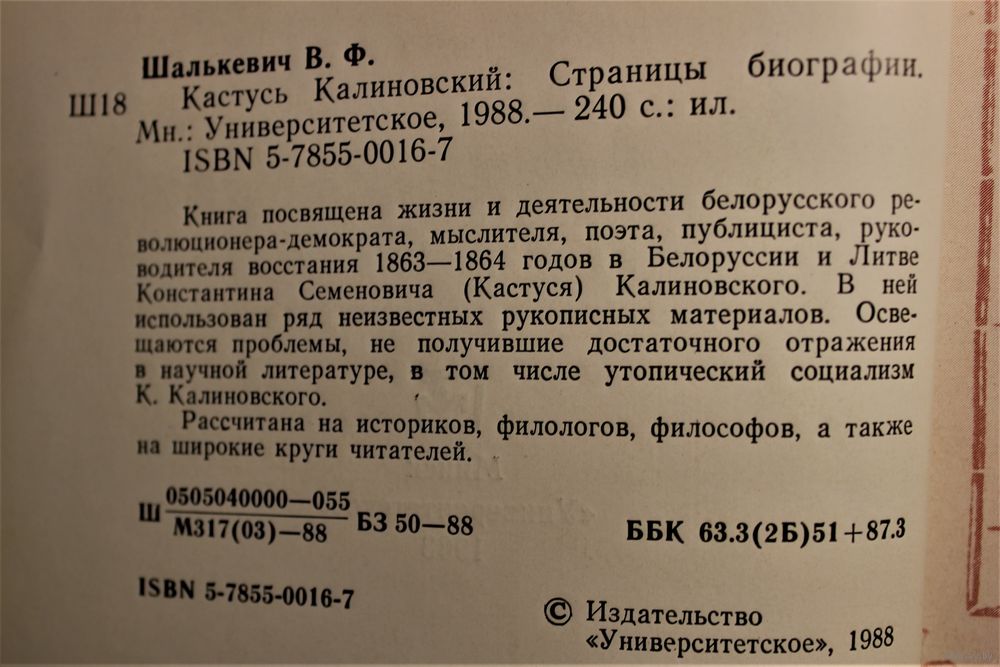 Шалькевич В. Ф.
Ш18 Кастусь Калиновский: Страницы биографии.
Мн.: Университетское, 1988.— 240 с.: ил.
ISBN 5-7855-0016-7
Книга посвящена жизни и деятельности белорусского ре-
волюционера-демократа, мыслителя, поэта, публициста, руко-
водителя восстания 1863—1864 годов в Белоруссии и Литве
Константина Семеновича (Кастуся) Калиновского. В ней
использован ряд неизвестных рукописных материалов. Осве-
щаются проблемы, не получившие достаточного отражения
в научной литературе, в том числе утопический социализм
К. Калиновского.
Рассчитана на историков, филологов, философов, а также
на широкие круги читателей.
Ш 0505040000—055
М317(03)—88 БЗ 50—88
ББК 63.3(2Б)51+87.3
ISBN 5-7855-0016-7
© Издательство
«Университетское», 1988